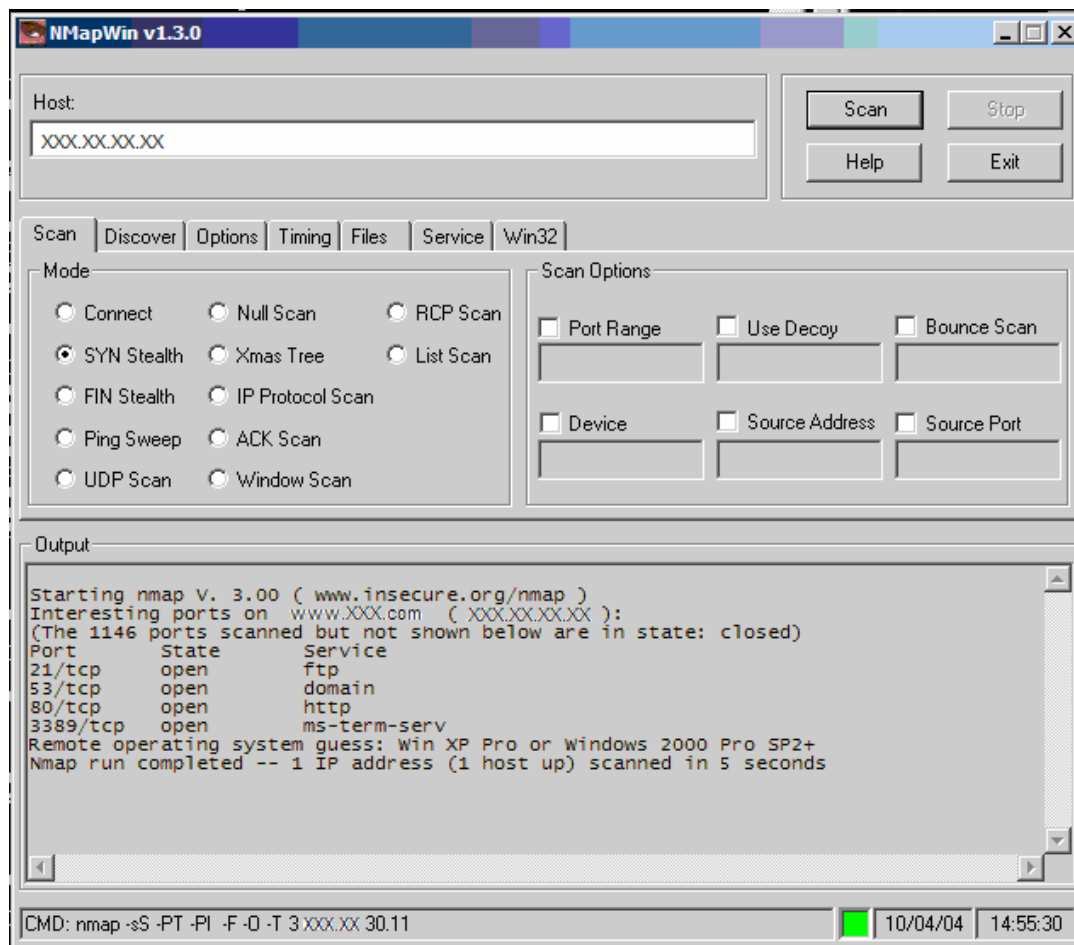 NMapWin v1.3.0
Host:
XXX.XX.XX.XX
Scan Stop
Help Exit
Scan Discover Options Timing Files Service Win32
Mode
Connect Null Scan RCP Scan
SYN Stealth Xmas Tree List Scan
FIN Stealth IP Protocol Scan
Ping Sweep ACK Scan
UDP Scan Window Scan
Scan Options
Port Range Use Decoy Bounce Scan
Device Source Address Source Port
Output
Starting nmap V. 3.00 ( www.insecure.org/nmap )
Interesting ports on www.XXX.com ( XXX.XX.XX.XX ):
(The 1146 ports scanned but not shown below are in state: closed)
Port State Service
21/tcp open ftp
53/tcp open domain
80/tcp open http
3389/tcp open ms-term-serv
Remote operating system guess: Win XP Pro or Windows 2000 Pro SP2+
Nmap run completed -- 1 IP address (1 host up) scanned in 5 seconds
CMD: nmap -sS -PT -PI -F -O -T 3 XXX.XX 30.11
10/04/04 14:55:30